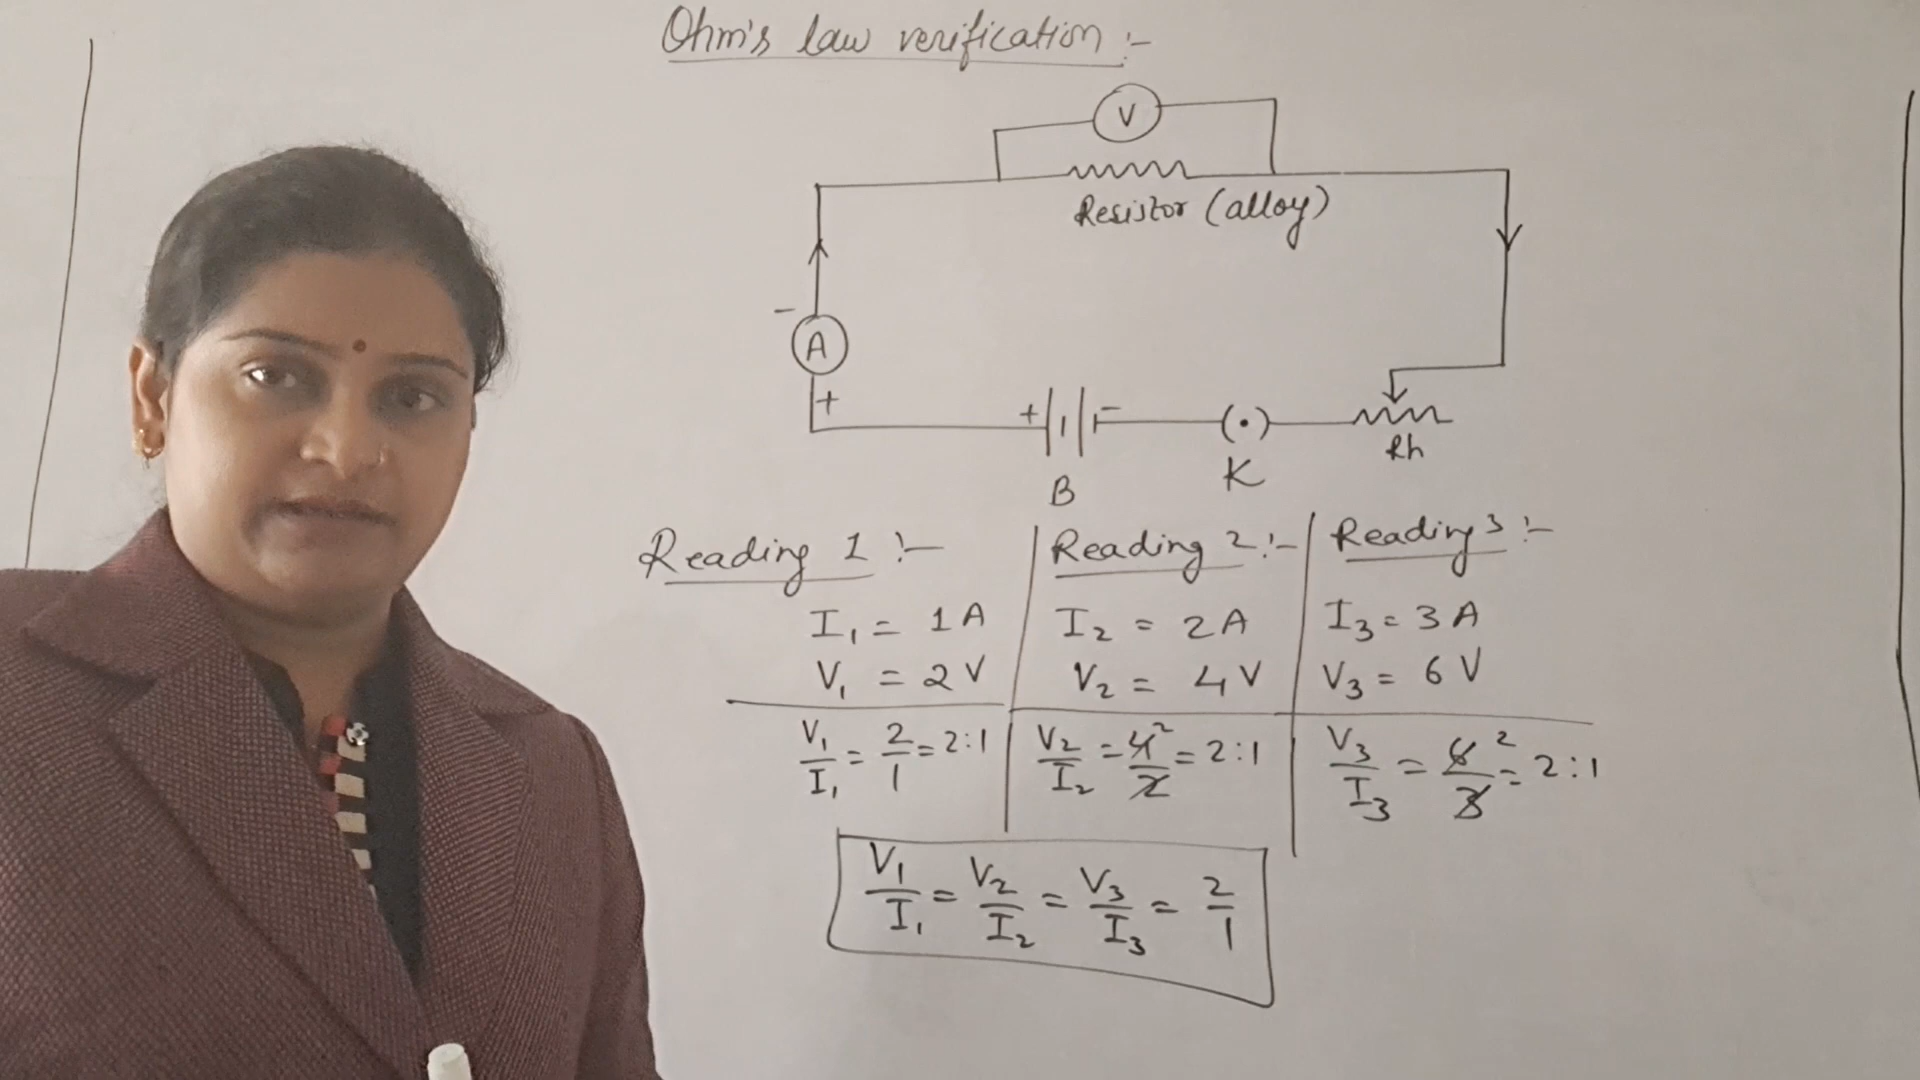 Ohm's law verification :-
V
Resistor (alloy)
-
A
+
+ -
B
K
Rh
Reading 1 :-
I₁ = 1 A
V₁ = 2 V
V₁/I₁ = 2/1 = 2:1
Reading 2 :-
I₂ = 2A
V₂ = 4 V
V₂/I₂ = 4/2 ² = 2:1
Reading 3 :-
I₃ = 3 A
V₃ = 6 V
V₃/I₃ = 6/3 ² = 2:1
V₁/I₁ = V₂/I₂ = V₃/I₃ = 2/1